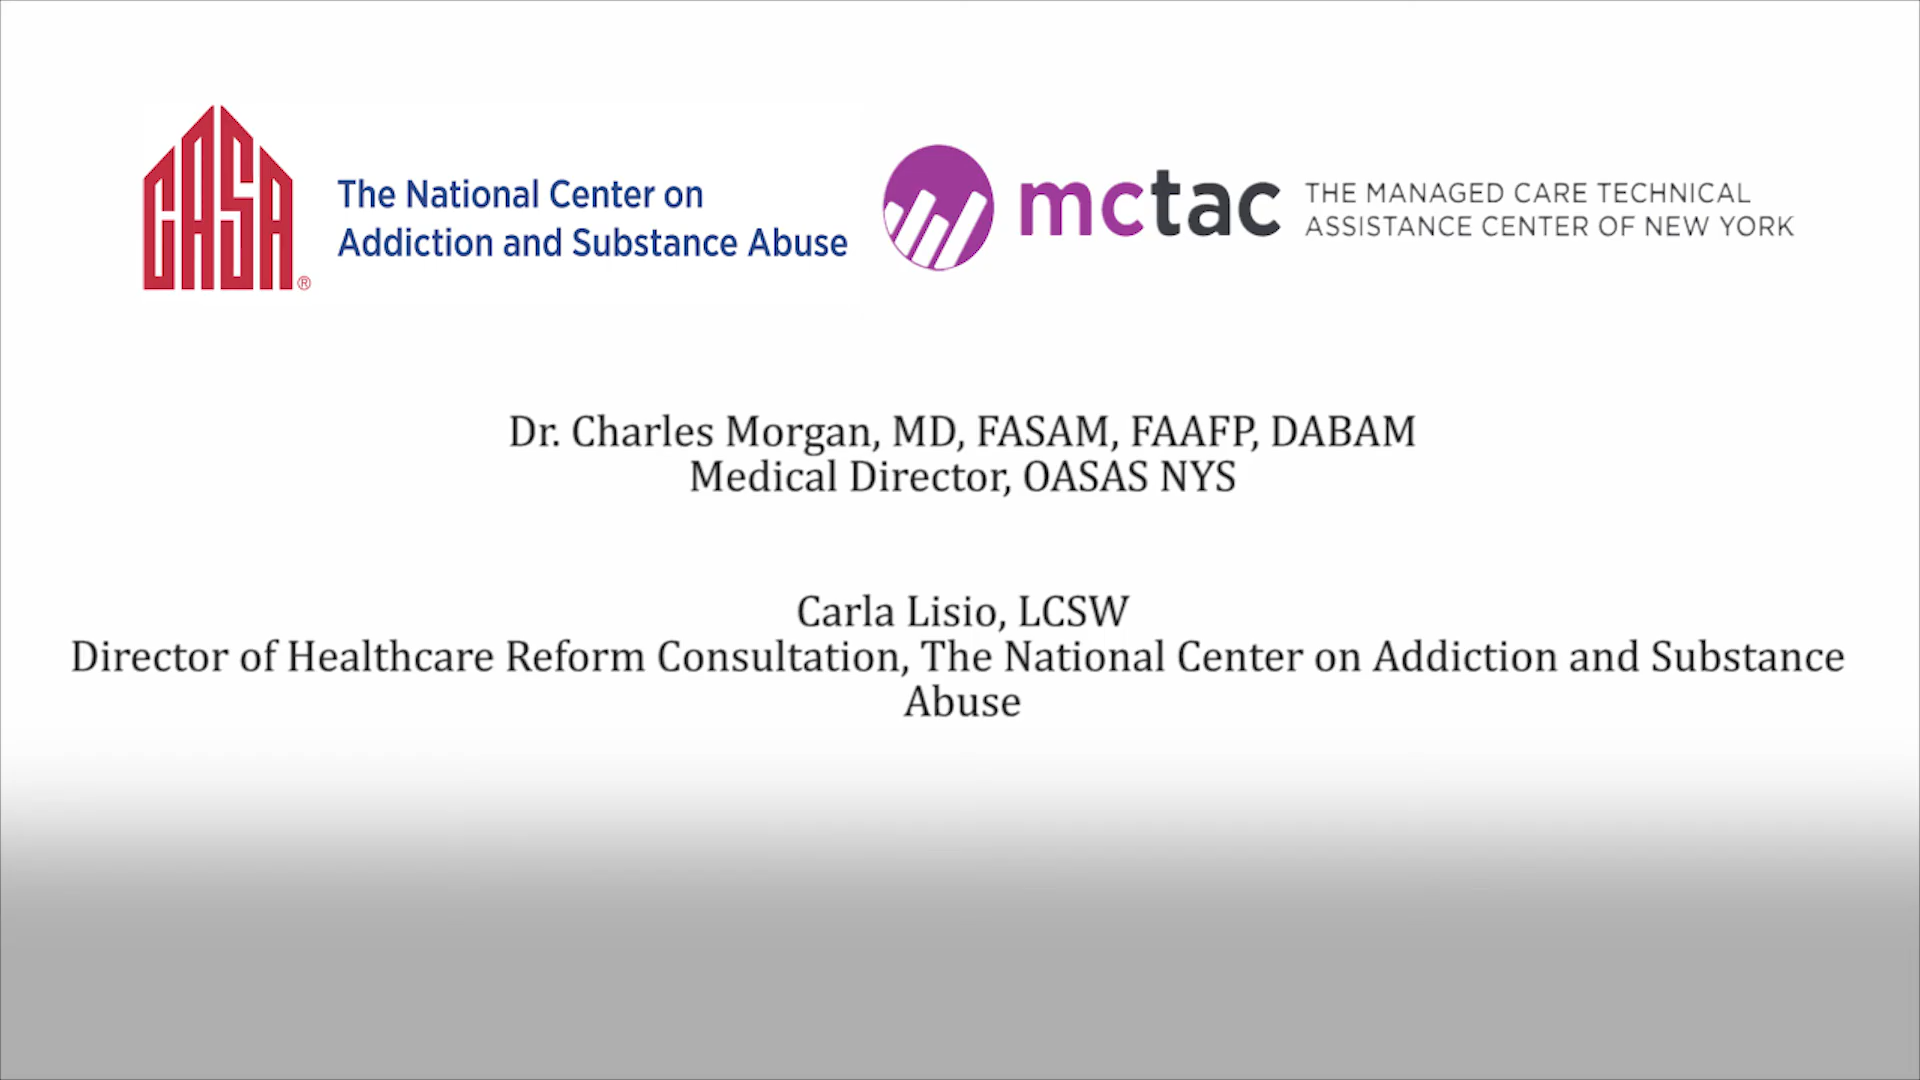 CASA®
The National Center on
Addiction and Substance Abuse
mctac
THE MANAGED CARE TECHNICAL
ASSISTANCE CENTER OF NEW YORK
Dr. Charles Morgan, MD, FASAM, FAAFP, DABAM
Medical Director, OASAS NYS
Carla Lisio, LCSW
Director of Healthcare Reform Consultation, The National Center on Addiction and Substance
Abuse